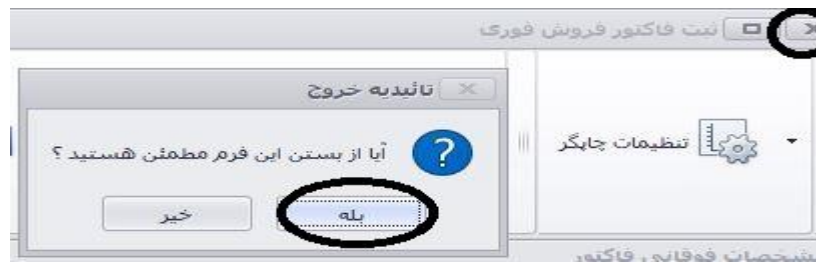 ثبت فاکتور فروش فوری
تائیدیه خروج
آیا از بستن این فرم مطمئن هستید ؟
بله
خیر
تنظیمات چاپگر
مشخصات فوقانی فاکتور